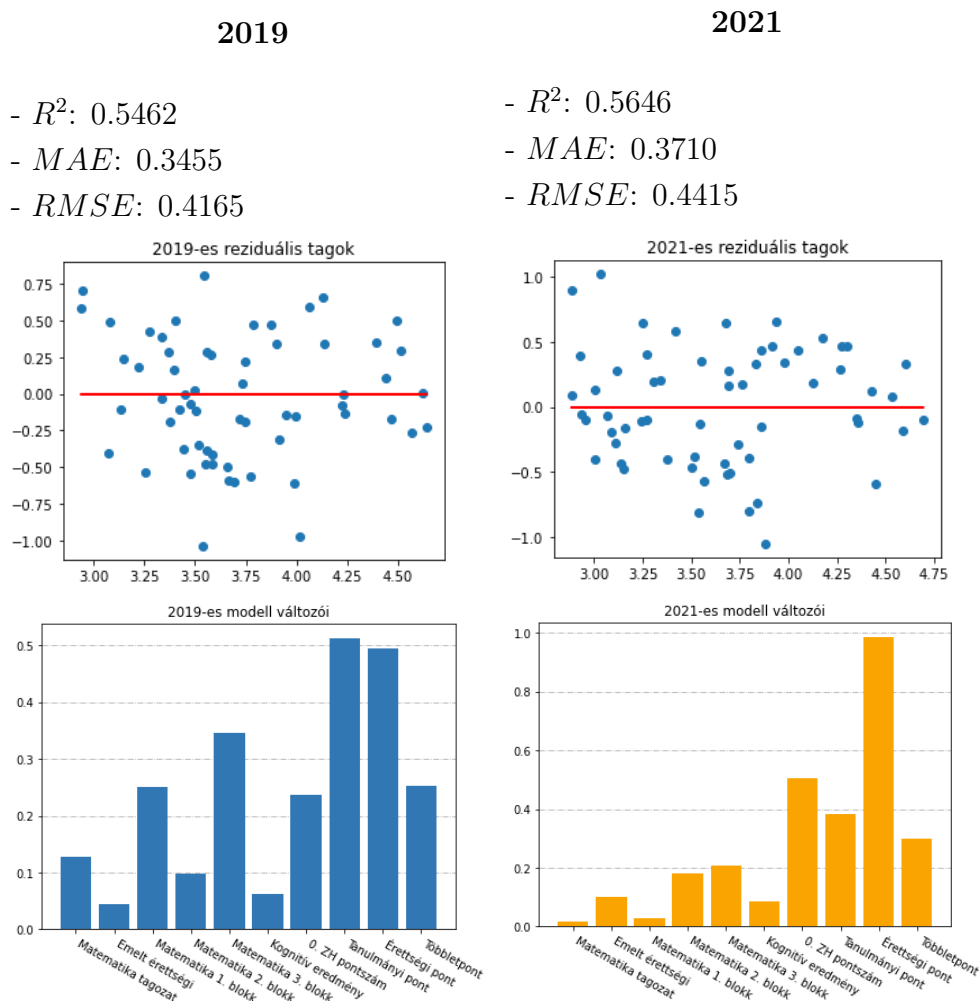 2019
- R²: 0.5462
- MAE: 0.3455
- RMSE: 0.4165
2019-es reziduális tagok
0.75
0.50
0.25
0.00
−0.25
−0.50
−0.75
−1.00
3.00 3.25 3.50 3.75 4.00 4.25 4.50
2019-es modell változói
0.5
0.4
0.3
0.2
0.1
0.0
Matematika tagozat
Emelt érettségi
Matematika 1. blokk
Matematika 2. blokk
Matematika 3. blokk
Kognitív eredmény
0. ZH pontszám
Tanulmányi pont
Érettségi pont
Többletpont
2021
- R²: 0.5646
- MAE: 0.3710
- RMSE: 0.4415
2021-es reziduális tagok
1.0
0.5
0.0
−0.5
−1.0
3.00 3.25 3.50 3.75 4.00 4.25 4.50 4.75
2021-es modell változói
1.0
0.8
0.6
0.4
0.2
0.0
Matematika tagozat
Emelt érettségi
Matematika 1. blokk
Matematika 2. blokk
Matematika 3. blokk
Kognitív eredmény
0. ZH pontszám
Tanulmányi pont
Érettségi pont
Többletpont